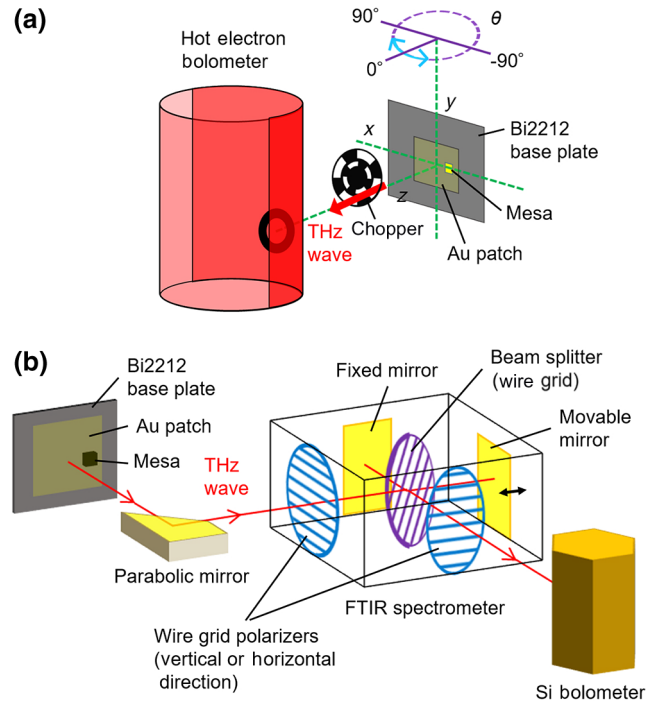 (a)
Hot electron
bolometer
90°
θ
0°
-90°
y
x
Bi2212
base plate
z
Mesa
THz
wave
Chopper
Au patch
(b)
Bi2212
base plate
Au patch
Mesa
THz
wave
Parabolic mirror
Fixed mirror
Beam splitter
(wire grid)
Movable
mirror
FTIR spectrometer
Wire grid polarizers
(vertical or horizontal
direction)
Si bolometer